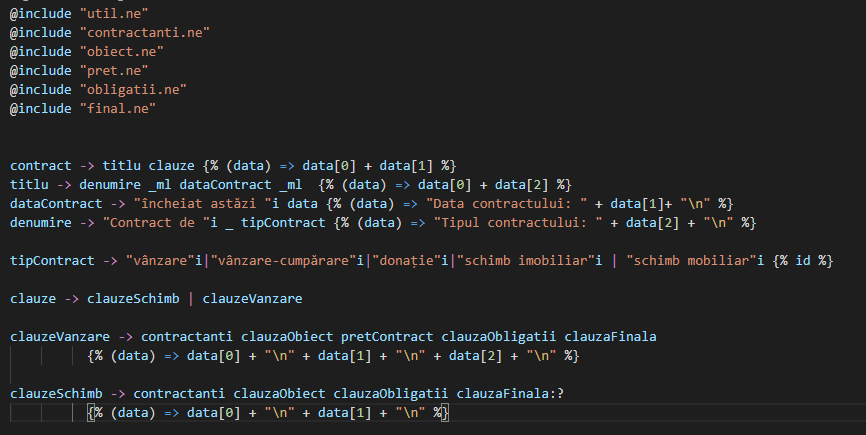 @include "util.ne"
@include "contractanti.ne"
@include "obiect.ne"
@include "pret.ne"
@include "obligatii.ne"
@include "final.ne"
contract -> titlu clauze {% (data) => data[0] + data[1] %}
titlu -> denumire _ml dataContract _ml  {% (data) => data[0] + data[2] %}
dataContract -> "încheiat astăzi "i data {% (data) => "Data contractului: " + data[1]+ "\n" %}
denumire -> "Contract de "i _ tipContract {% (data) => "Tipul contractului: " + data[2] + "\n" %}
tipContract -> "vânzare"i|"vânzare-cumpărare"i|"donație"i|"schimb imobiliar"i | "schimb mobiliar"i {% id %}
clauze -> clauzeSchimb | clauzeVanzare
clauzeVanzare -> contractanti clauzaObiect pretContract clauzaObligatii clauzaFinala
{% (data) => data[0] + "\n" + data[1] + "\n" + data[2] + "\n" %}
clauzeSchimb -> contractanti clauzaObiect clauzaObligatii clauzaFinala:?
{% (data) => data[0] + "\n" + data[1] + "\n" %}